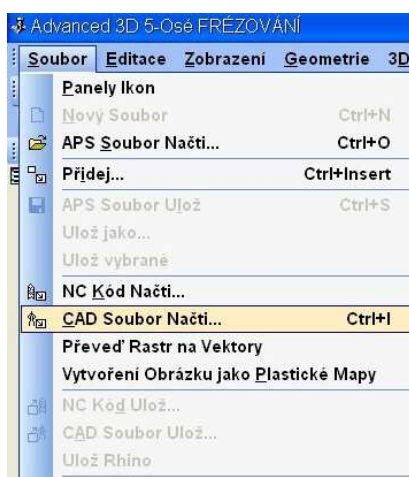 Advanced 3D 5-Osé FRÉZOVÁNÍ
Soubor Editace Zobrazení Geometrie 3D
Panely Ikon
Nový Soubor Ctrl+N
APS Soubor Načti... Ctrl+O
Přidej... Ctrl+Insert
APS Soubor Ulož Ctrl+S
Ulož jako...
Ulož vybrané
NC Kód Načti...
CAD Soubor Načti... Ctrl+I
Převeď Rastr na Vektory
Vytvoření Obrázku jako Plastické Mapy
NC Kód Ulož...
CAD Soubor Ulož...
Ulož Rhino